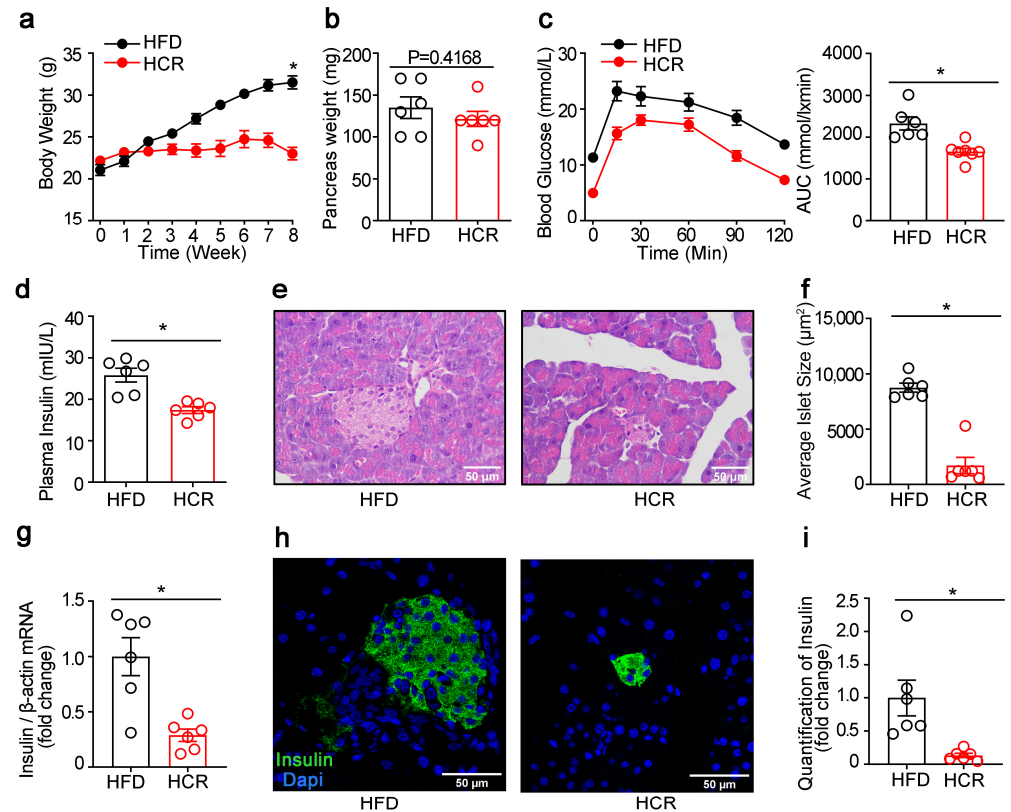 a
HFD
HCR
Body Weight (g)
35
31
25
20
15
0 1 2 3 4 5 6 7 8
Time (Week)
*
b
Pancreas weight (mg)
200
150
100
50
0
P=0.4168
HFD HCR
c
HFD
HCR
Blood Glucose (mmol/L)
30
20
10
0
0 30 60 90 120
Time (Min)
AUC (mmol/lxmin)
4000
3000
2000
1000
0
*
HFD HCR
d
Plasma Insulin (mIU/L)
40
30
20
10
0
*
HFD HCR
e
50 µm
HFD
50 µm
HCR
f
Average Islet Size (µm²)
15,000
10,000
5000
0
*
HFD HCR
g
Insulin / β-actin mRNA
(fold change)
1.5
1.0
0.5
0
*
HFD HCR
h
Insulin
Dapi
50 µm
HFD
50 µm
HCR
i
Quantification of Insulin
(fold change)
2.5
2.0
1.5
1.0
0.5
0
*
HFD HCR